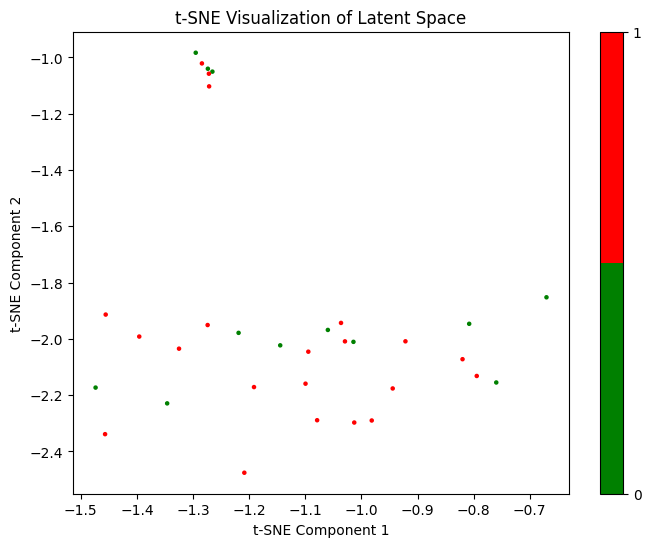 t-SNE Visualization of Latent Space
t-SNE Component 2
−1.0
−1.2
−1.4
−1.6
−1.8
−2.0
−2.2
−2.4
−1.5 −1.4 −1.3 −1.2 −1.1 −1.0 −0.9 −0.8 −0.7
t-SNE Component 1
1
0